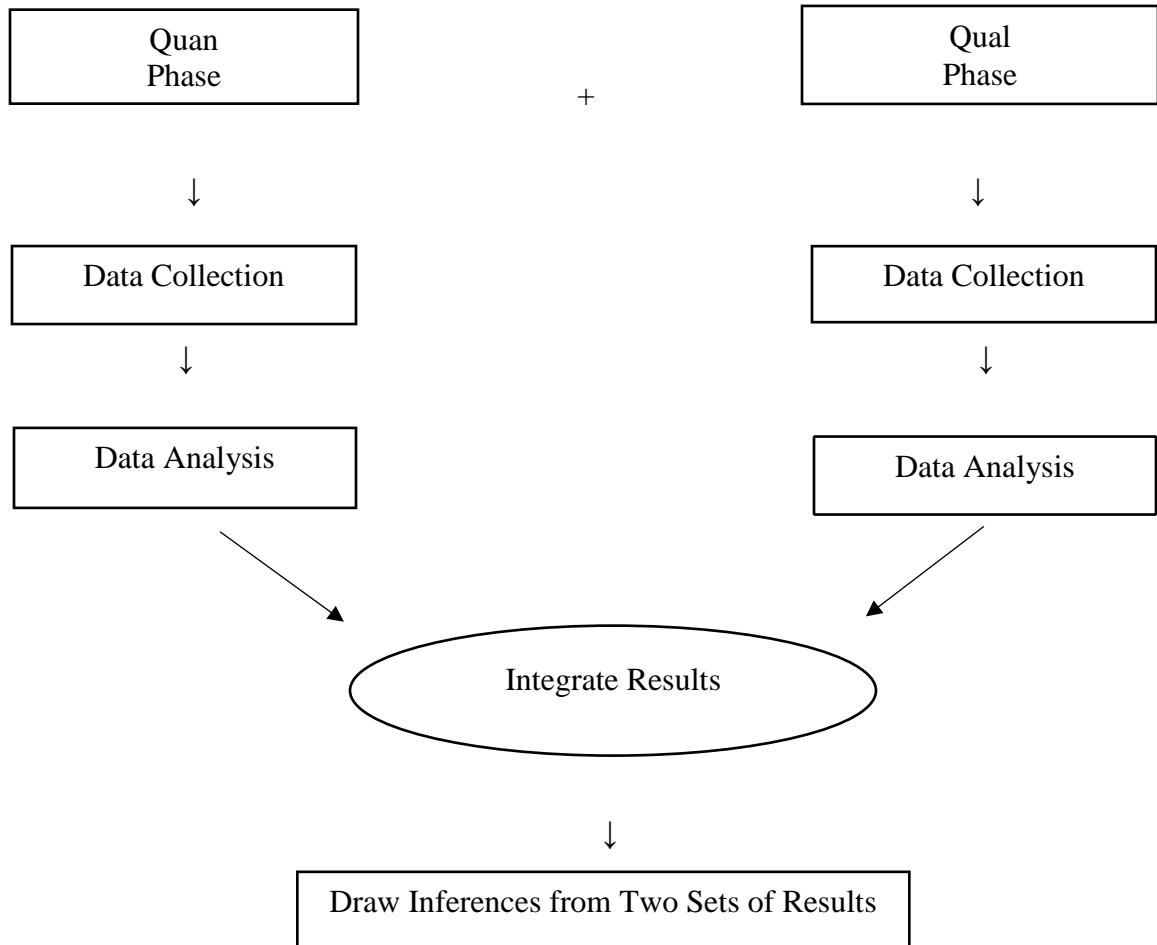 Quan
Phase
+
Qual
Phase
↓
↓
Data Collection
Data Collection
↓
↓
Data Analysis
Data Analysis
Integrate Results
↓
Draw Inferences from Two Sets of Results